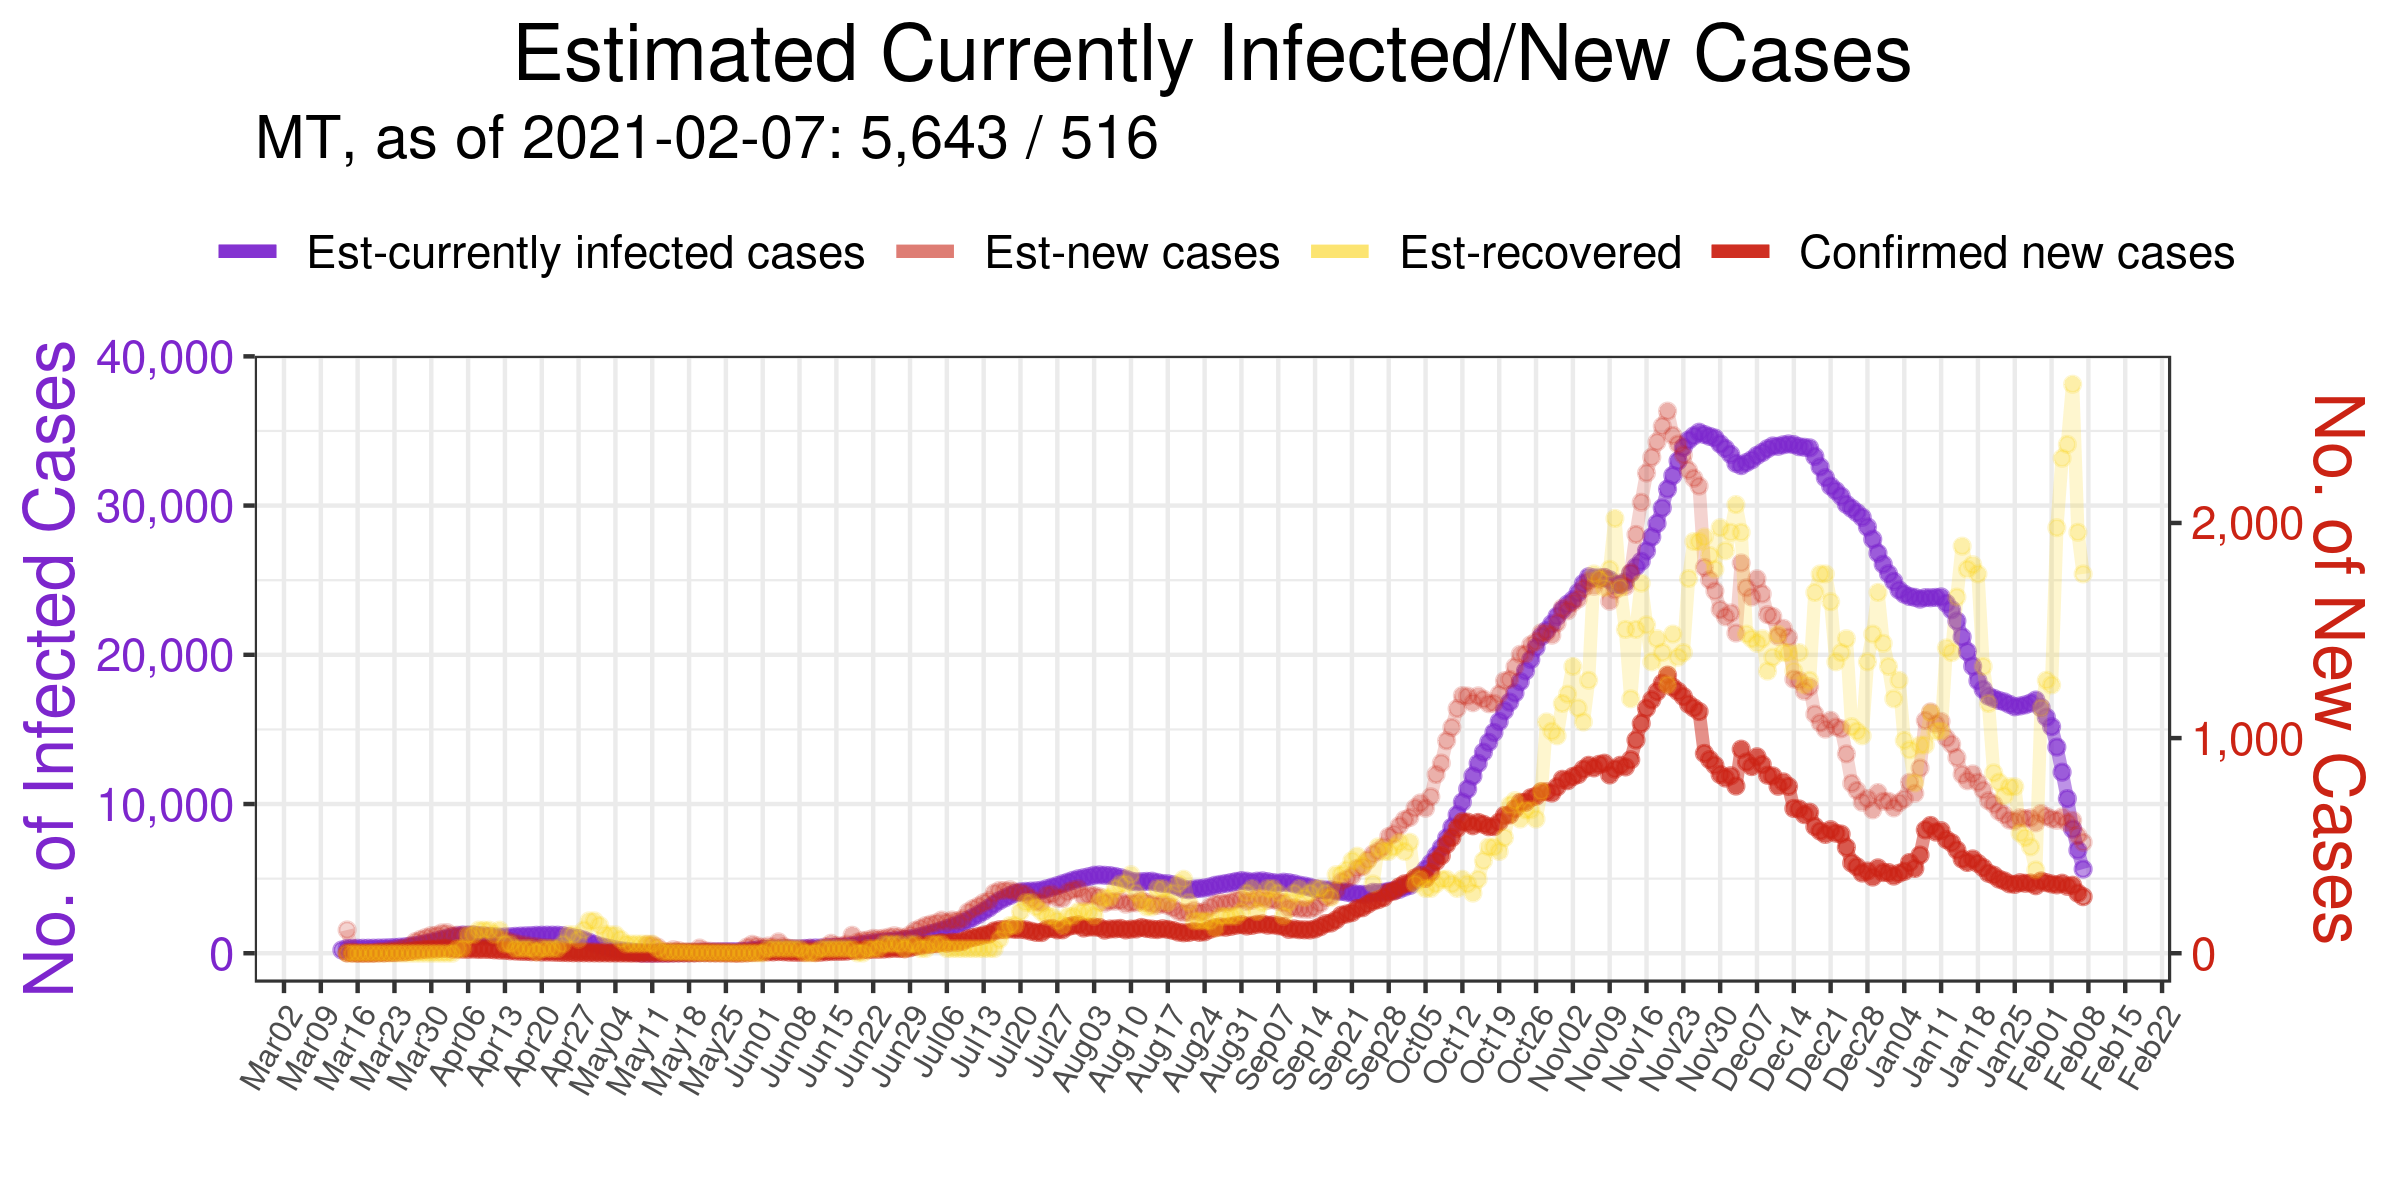 Estimated Currently Infected/New Cases
MT, as of 2021-02-07: 5,643 / 516
Est-currently infected cases Est-new cases Est-recovered Confirmed new cases
No. of Infected Cases
40,000
30,000
20,000
10,000
0
2,000
1,000
0
No. of New Cases
Mar02 Mar09 Mar16 Mar23 Mar30 Apr06 Apr13 Apr20 Apr27 May04 May11 May18 May25 Jun01 Jun08 Jun15 Jun22 Jun29 Jul06 Jul13 Jul20 Jul27 Aug03 Aug10 Aug17 Aug24 Aug31 Sep07 Sep14 Sep21 Sep28 Oct05 Oct12 Oct19 Oct26 Nov02 Nov09 Nov16 Nov23 Nov30 Dec07 Dec14 Dec21 Dec28 Jan04 Jan11 Jan18 Jan25 Feb01 Feb08 Feb15 Feb22